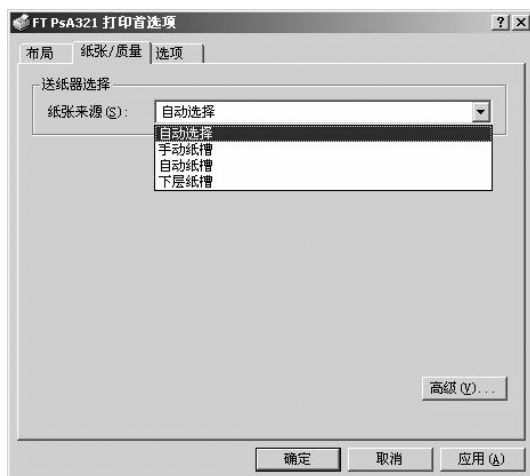 FT PsA321 打印首选项
布局 纸张/质量 选项
送纸器选择
纸张来源(S): 自动选择
自动选择
手动纸槽
自动纸槽
下层纸槽
高级(V)...
确定 取消 应用(A)